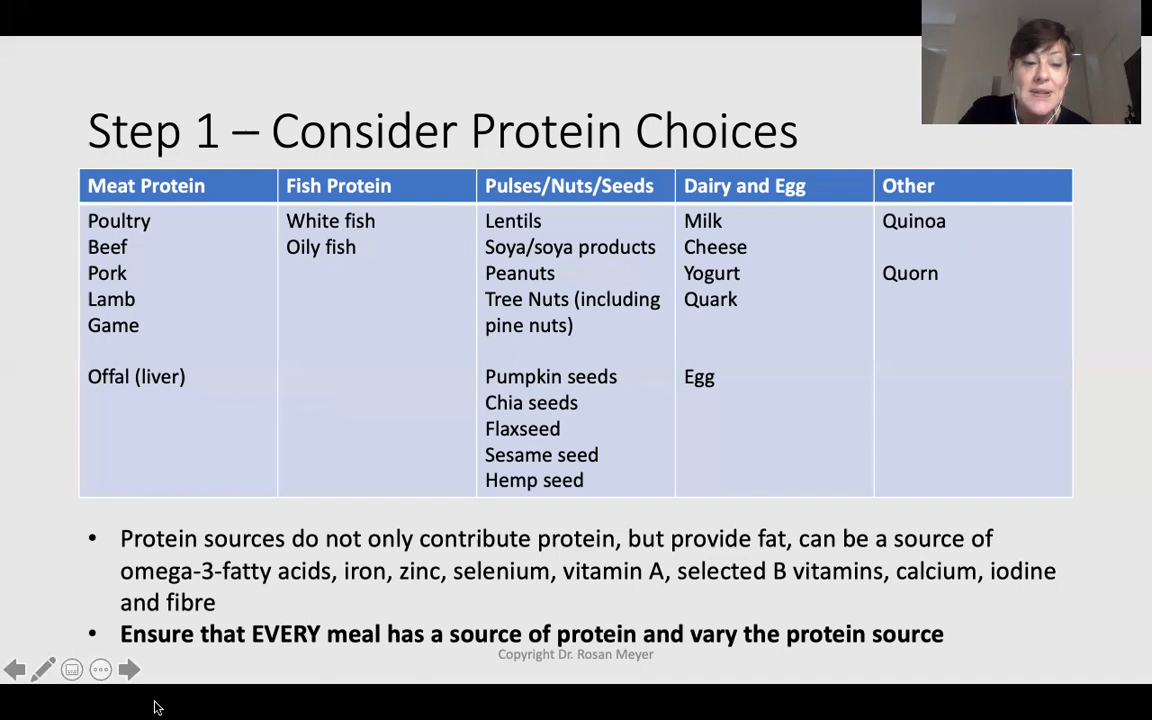 Step 1 – Consider Protein Choices
Meat Protein
Fish Protein
Pulses/Nuts/Seeds
Dairy and Egg
Other
Poultry
Beef
Pork
Lamb
Game
Offal (liver)
White fish
Oily fish
Lentils
Soya/soya products
Peanuts
Tree Nuts (including
pine nuts)
Pumpkin seeds
Chia seeds
Flaxseed
Sesame seed
Hemp seed
Milk
Cheese
Yogurt
Quark
Egg
Quinoa
Quorn
• Protein sources do not only contribute protein, but provide fat, can be a source of
omega-3-fatty acids, iron, zinc, selenium, vitamin A, selected B vitamins, calcium, iodine
and fibre
• Ensure that EVERY meal has a source of protein and vary the protein source
Copyright Dr. Rosan Meyer